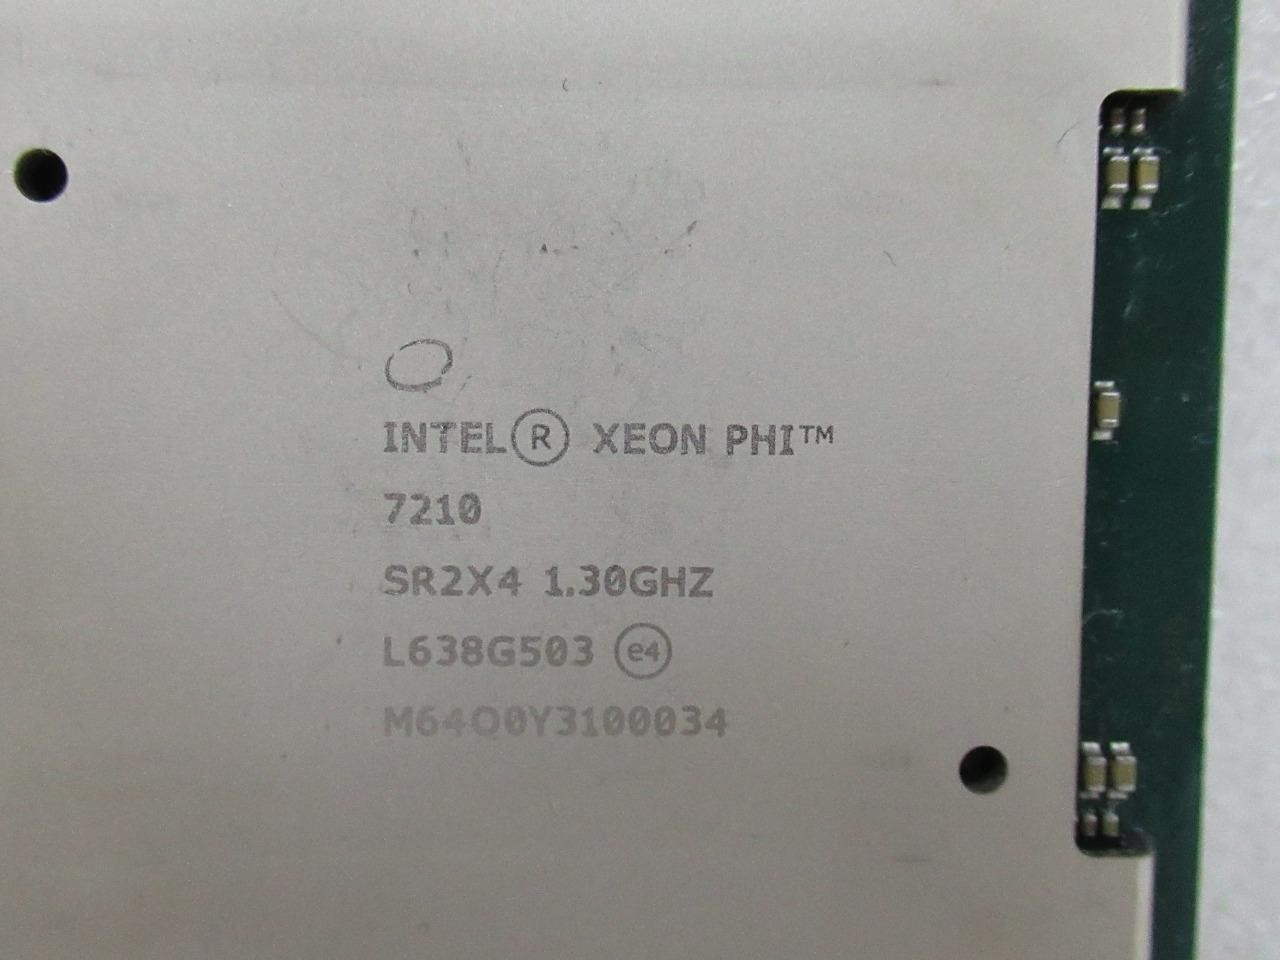 INTEL® XEON PHI™
7210
SR2X4 1.30GHZ
L638G503 e4
M64Q0Y3100034